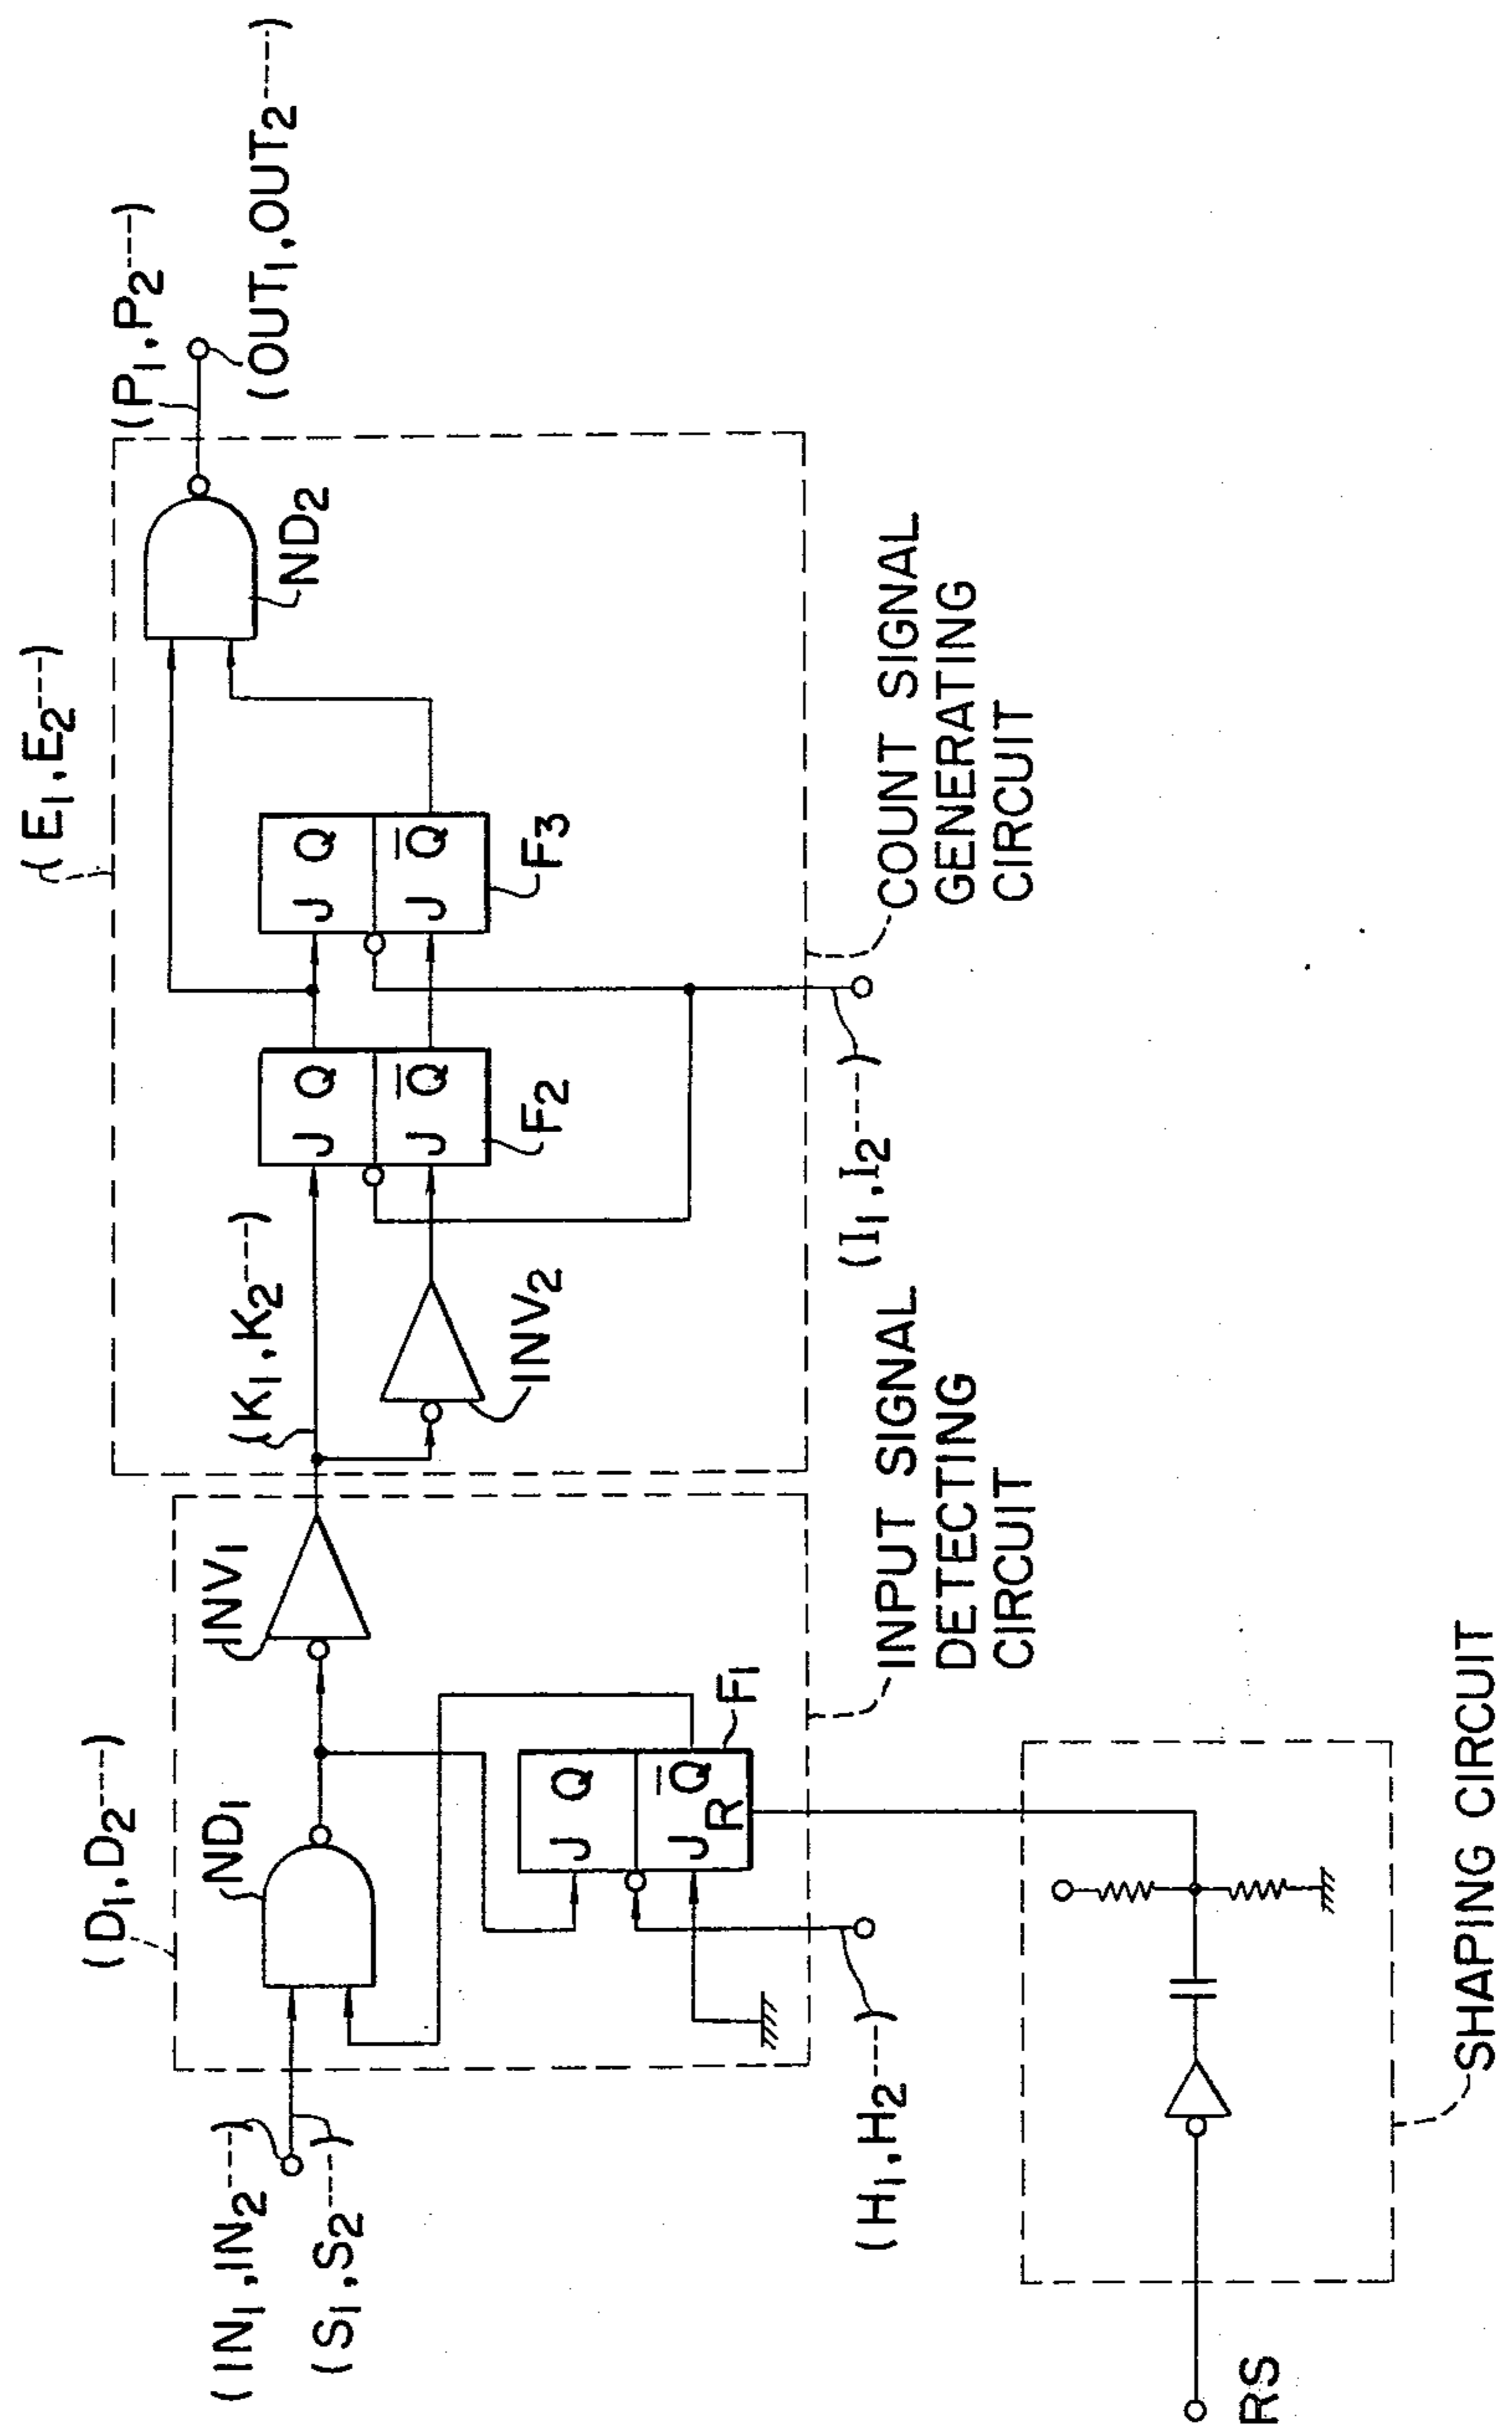 (IN1, IN2----)
(S1, S2----)
(D1, D2----)
ND1
INV1
J Q
J Q̅
R
F1
(H1, H2----)
INPUT SIGNAL
DETECTING
CIRCUIT
(E1, E2----)
(K1, K2----)
INV2
J Q
J Q̅
F2
J Q
J Q̅
F3
(I1, I2----)
ND2
(P1, P2----)
(OUT1, OUT2----)
COUNT SIGNAL
GENERATING
CIRCUIT
RS
SHAPING CIRCUIT